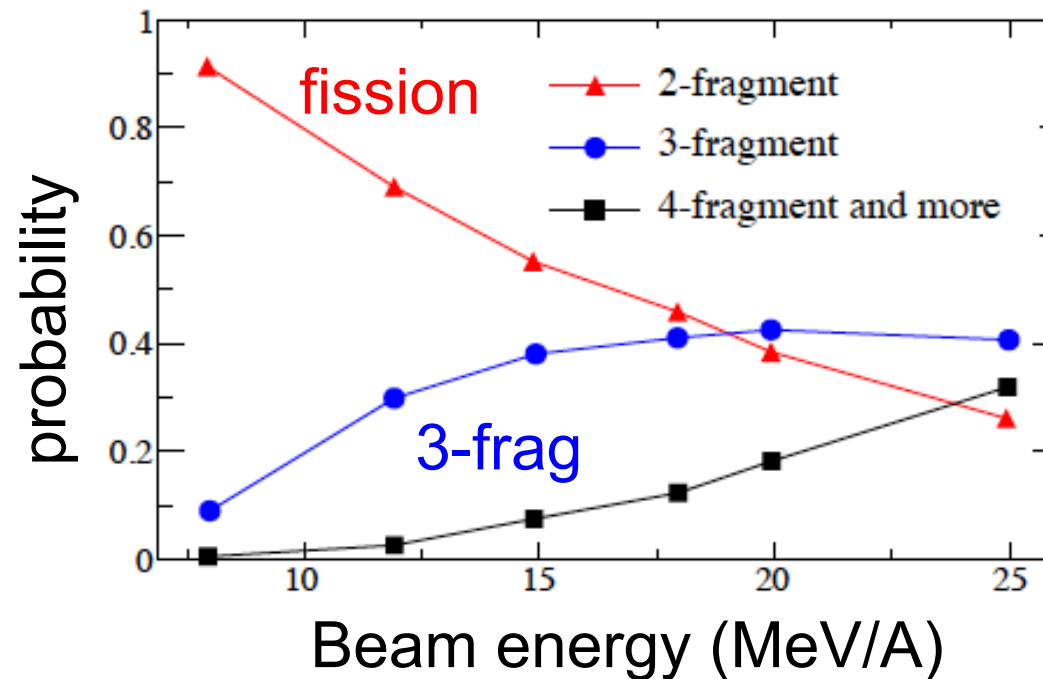 1
0.8
0.6
0.4
0.2
0
probability
fission
2-fragment
3-fragment
4-fragment and more
3-frag
10 15 20 25
Beam energy (MeV/A)